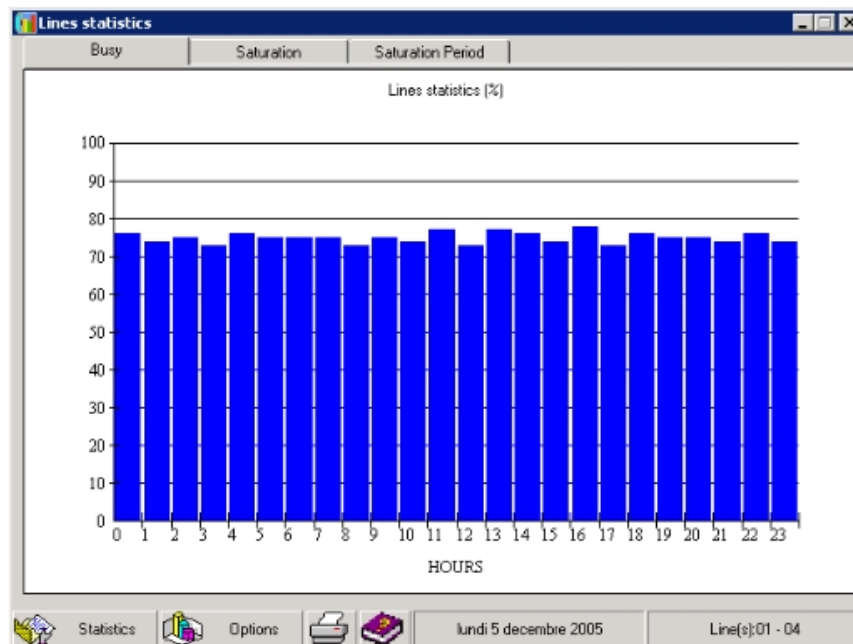 Lines statistics
Busy Saturation Saturation Period
Lines statistics (%)
100
90
80
70
60
50
40
30
20
10
0
0 1 2 3 4 5 6 7 8 9 10 11 12 13 14 15 16 17 18 19 20 21 22 23
HOURS
Statistics Options lundi 5 decembre 2005 Line(s):01 - 04